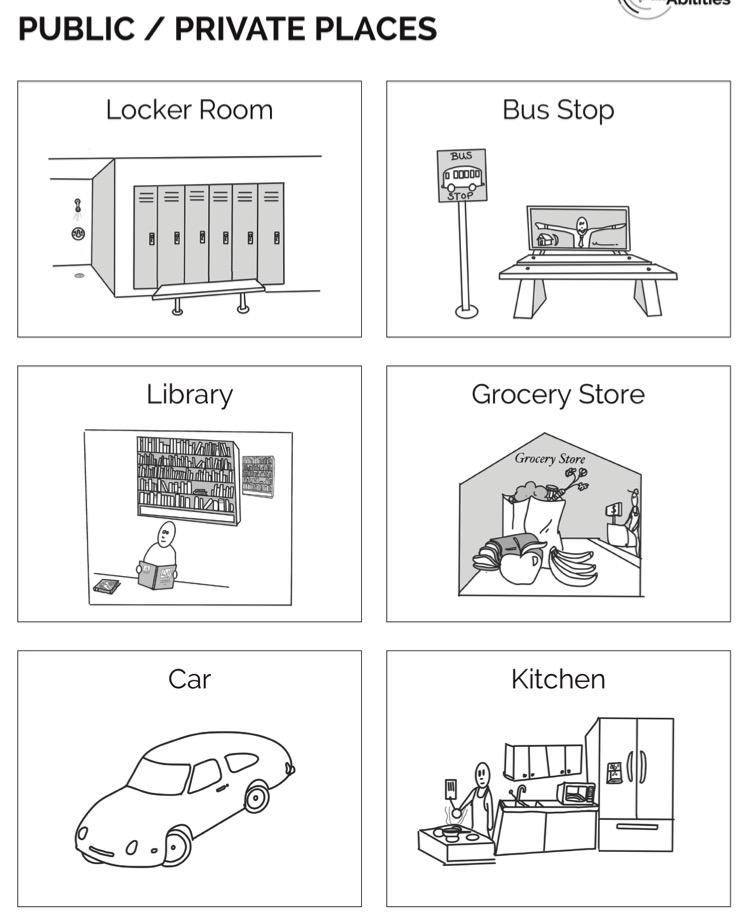 Abilities
PUBLIC / PRIVATE PLACES
Locker Room
Bus Stop
BUS
STOP
Library
Grocery Store
Grocery Store
$
Car
Kitchen